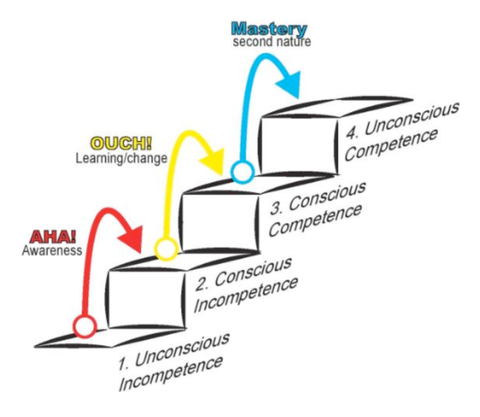 Mastery
second nature
4. Unconscious
Competence
OUCH!
Learning/change
3. Conscious
Competence
AHA!
Awareness
2. Conscious
Incompetence
1. Unconscious
Incompetence